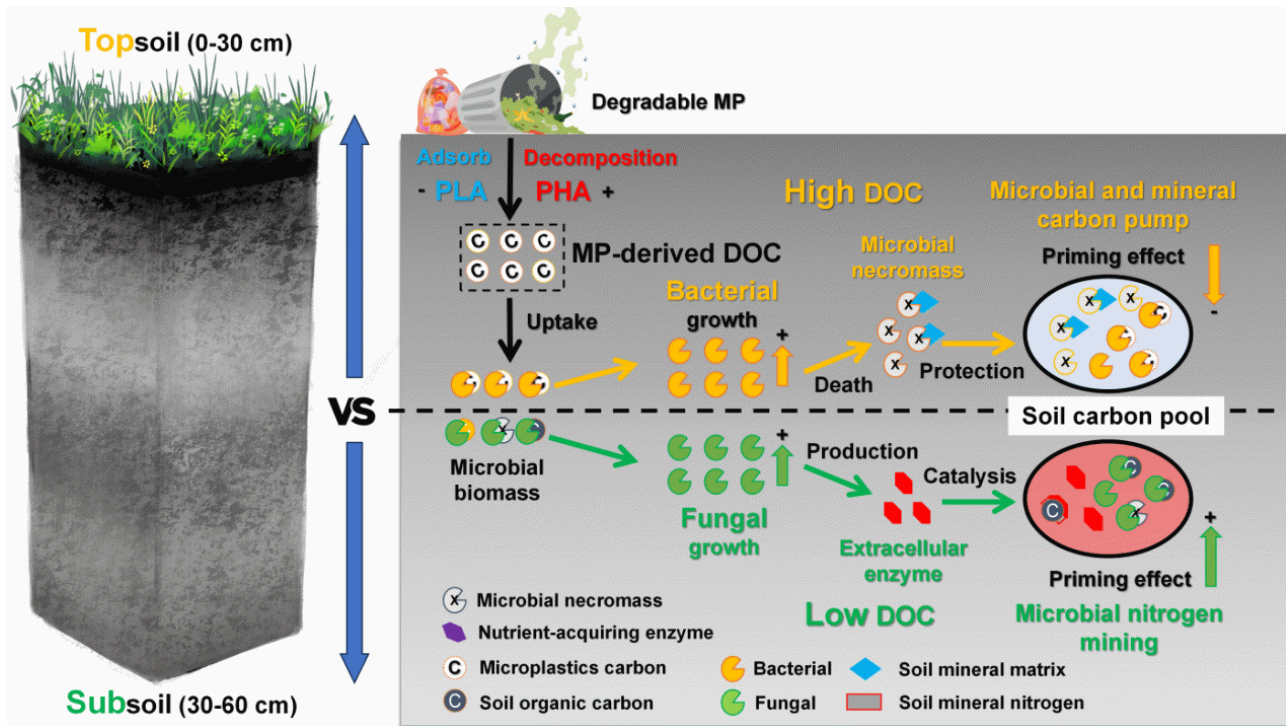 Topsoil (0-30 cm)
Degradable MP
Adsorb
Decomposition
- PLA
PHA +
High DOC
Microbial and mineral
carbon pump
C C C
C C C
MP-derived DOC
Microbial
necromass
Priming effect
-
Uptake
Bacterial
growth
+
X
X X
X
X X
X
X
C
C
C
C C C
Death
Protection
VS
Soil carbon pool
X C
Microbial
biomass
+
Production
Catalysis
C
C
C
X
+
Fungal
growth
Extracellular
enzyme
Priming effect
Low DOC
Microbial nitrogen
mining
X Microbial necromass
Nutrient-acquiring enzyme
C Microplastics carbon
Bacterial
Soil mineral matrix
C Soil organic carbon
Fungal
Soil mineral nitrogen
Subsoil (30-60 cm)